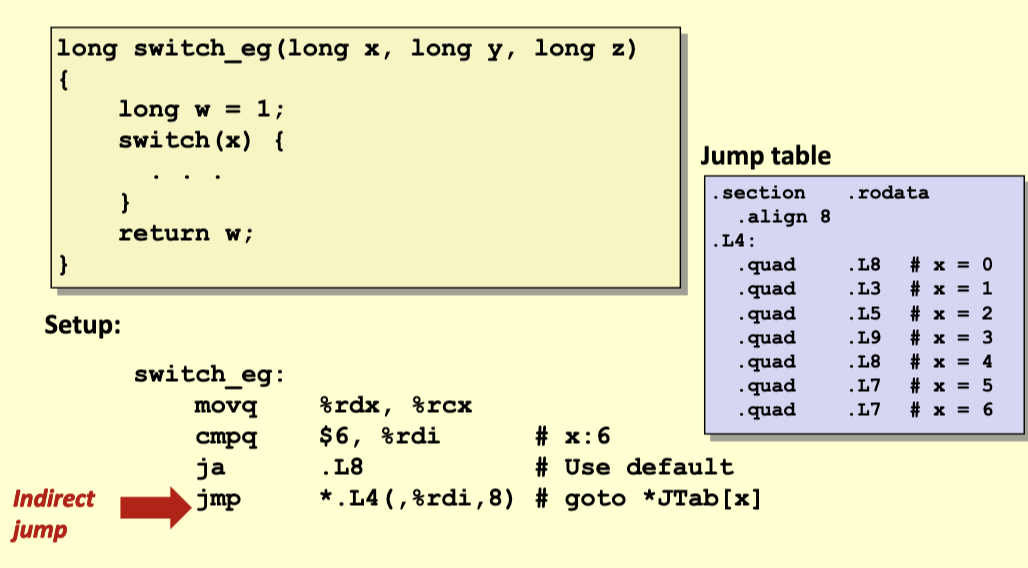 long switch_eg(long x, long y, long z)
{
    long w = 1;
    switch(x) {
      . . .
    }
    return w;
}
Jump table
.section   .rodata
  .align 8
.L4:
  .quad   .L8  # x = 0
  .quad   .L3  # x = 1
  .quad   .L5  # x = 2
  .quad   .L9  # x = 3
  .quad   .L8  # x = 4
  .quad   .L7  # x = 5
  .quad   .L7  # x = 6
Setup:
switch_eg:
    movq    %rdx, %rcx
    cmpq    $6, %rdi      # x:6
    ja      .L8           # Use default
    jmp     *.L4(,%rdi,8) # goto *JTab[x]
Indirect
jump